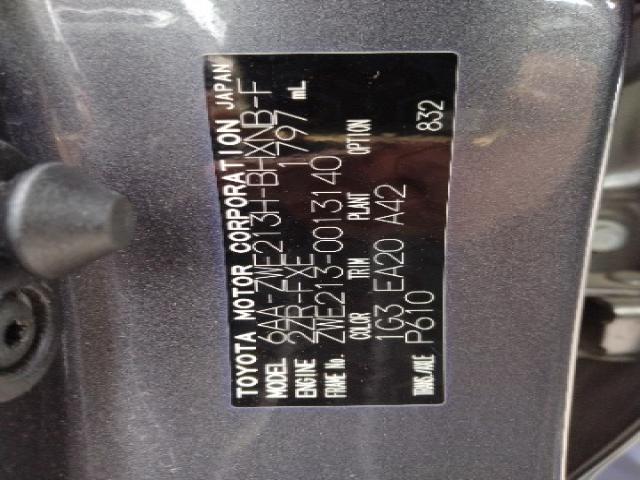 TOYOTA MOTOR CORPORATION JAPAN
MODEL 6AA-ZWE213H-BHXNB-F
ENGINE 2ZR-FXE 1797 mL
FRAME No. ZWE213-0013140
COLOR TRIM PLANT OPTION
1G3 EA20 A42
TRANS./AXLE P610 832